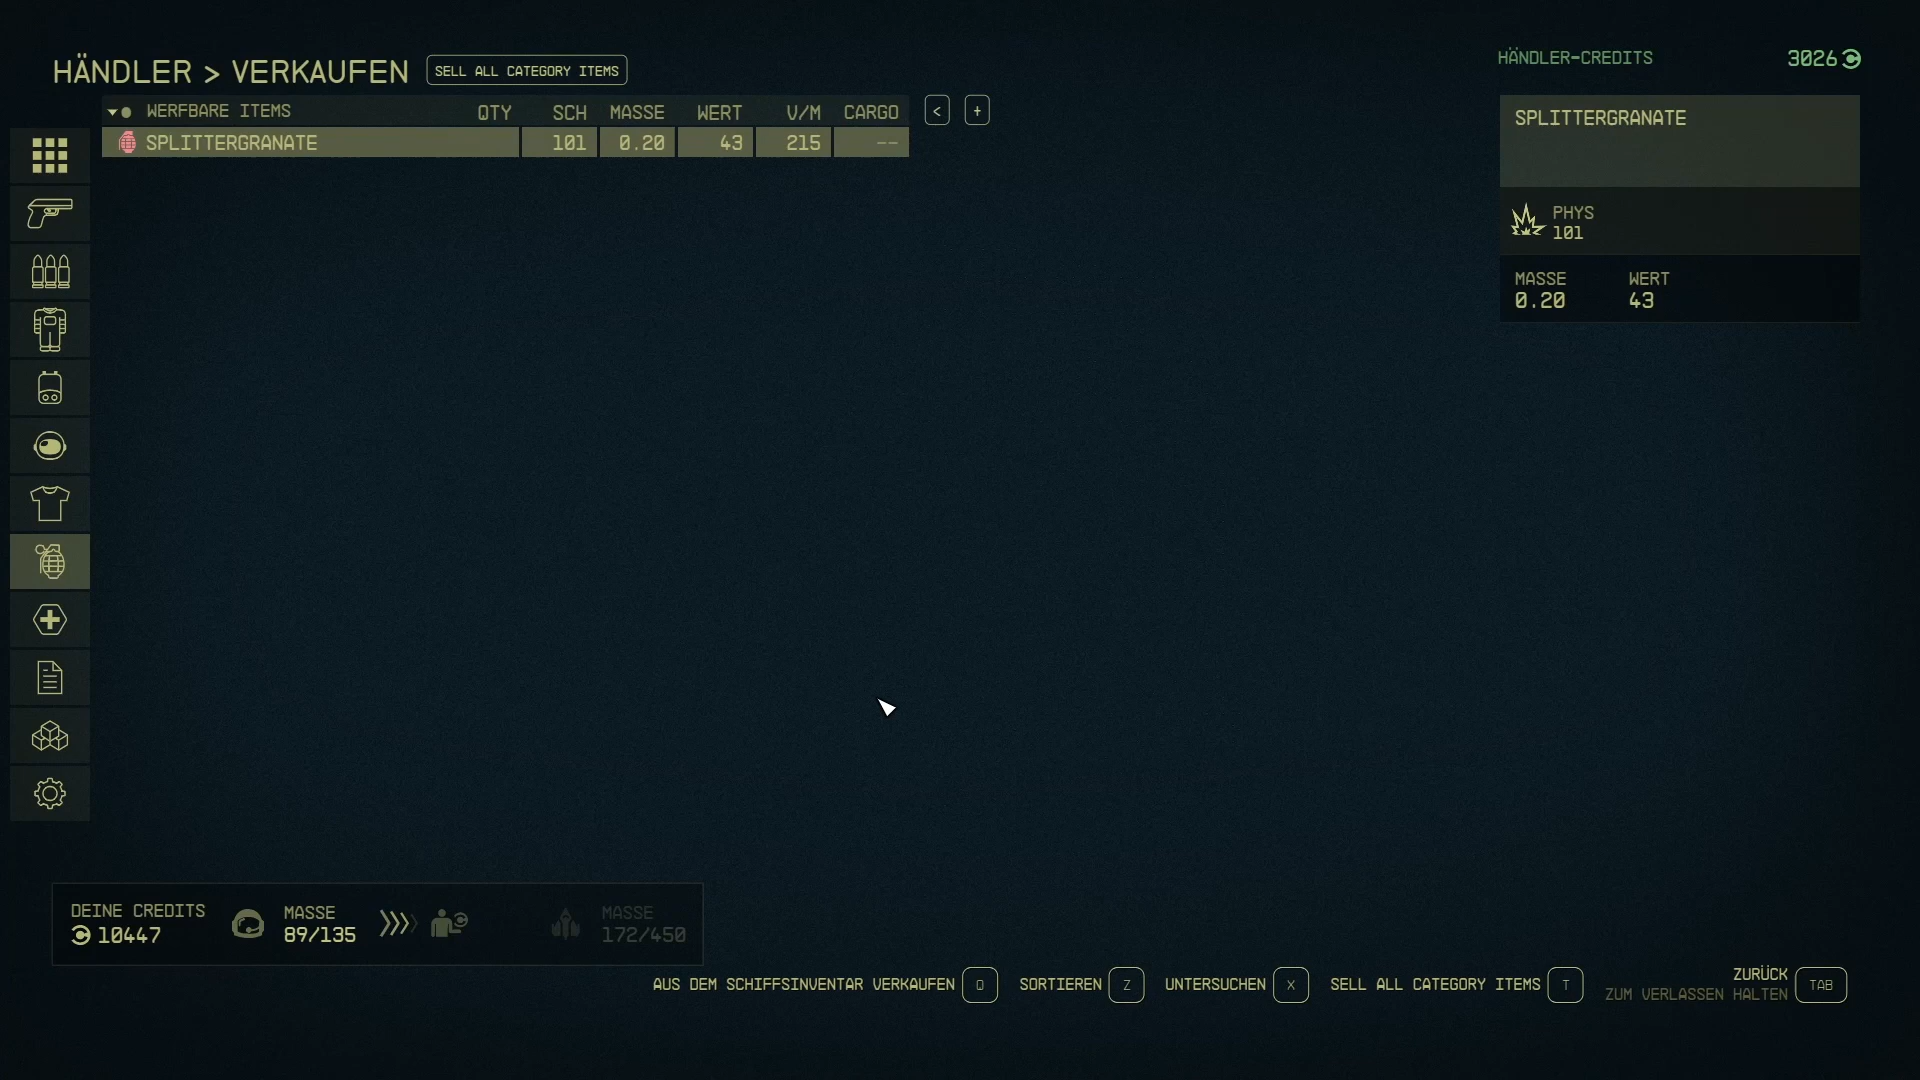 HÄNDLER > VERKAUFEN SELL ALL CATEGORY ITEMS
HÄNDLER-CREDITS 3026
WERFBARE ITEMS QTY SCH MASSE WERT V/M CARGO < +
SPLITTERGRANATE 101 0.20 43 215 --
SPLITTERGRANATE
PHYS
101
MASSE WERT
0.20 43
DEINE CREDITS MASSE MASSE
10447 89/135 172/450
AUS DEM SCHIFFSINVENTAR VERKAUFEN Q SORTIEREN Z UNTERSUCHEN X SELL ALL CATEGORY ITEMS T ZURÜCK TAB
ZUM VERLASSEN HALTEN